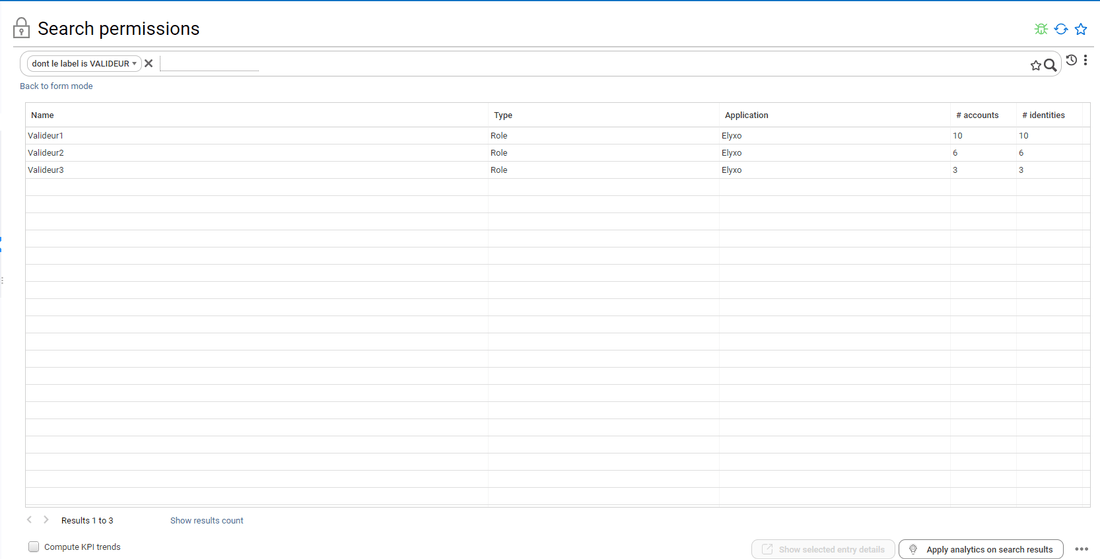 Search permissions
dont le label is VALIDEUR
Back to form mode
Name Type Application # accounts # identities
Valideur1 Role Elyxo 10 10
Valideur2 Role Elyxo 6 6
Valideur3 Role Elyxo 3 3
Results 1 to 3 Show results count
Compute KPI trends Show selected entry details Apply analytics on search results